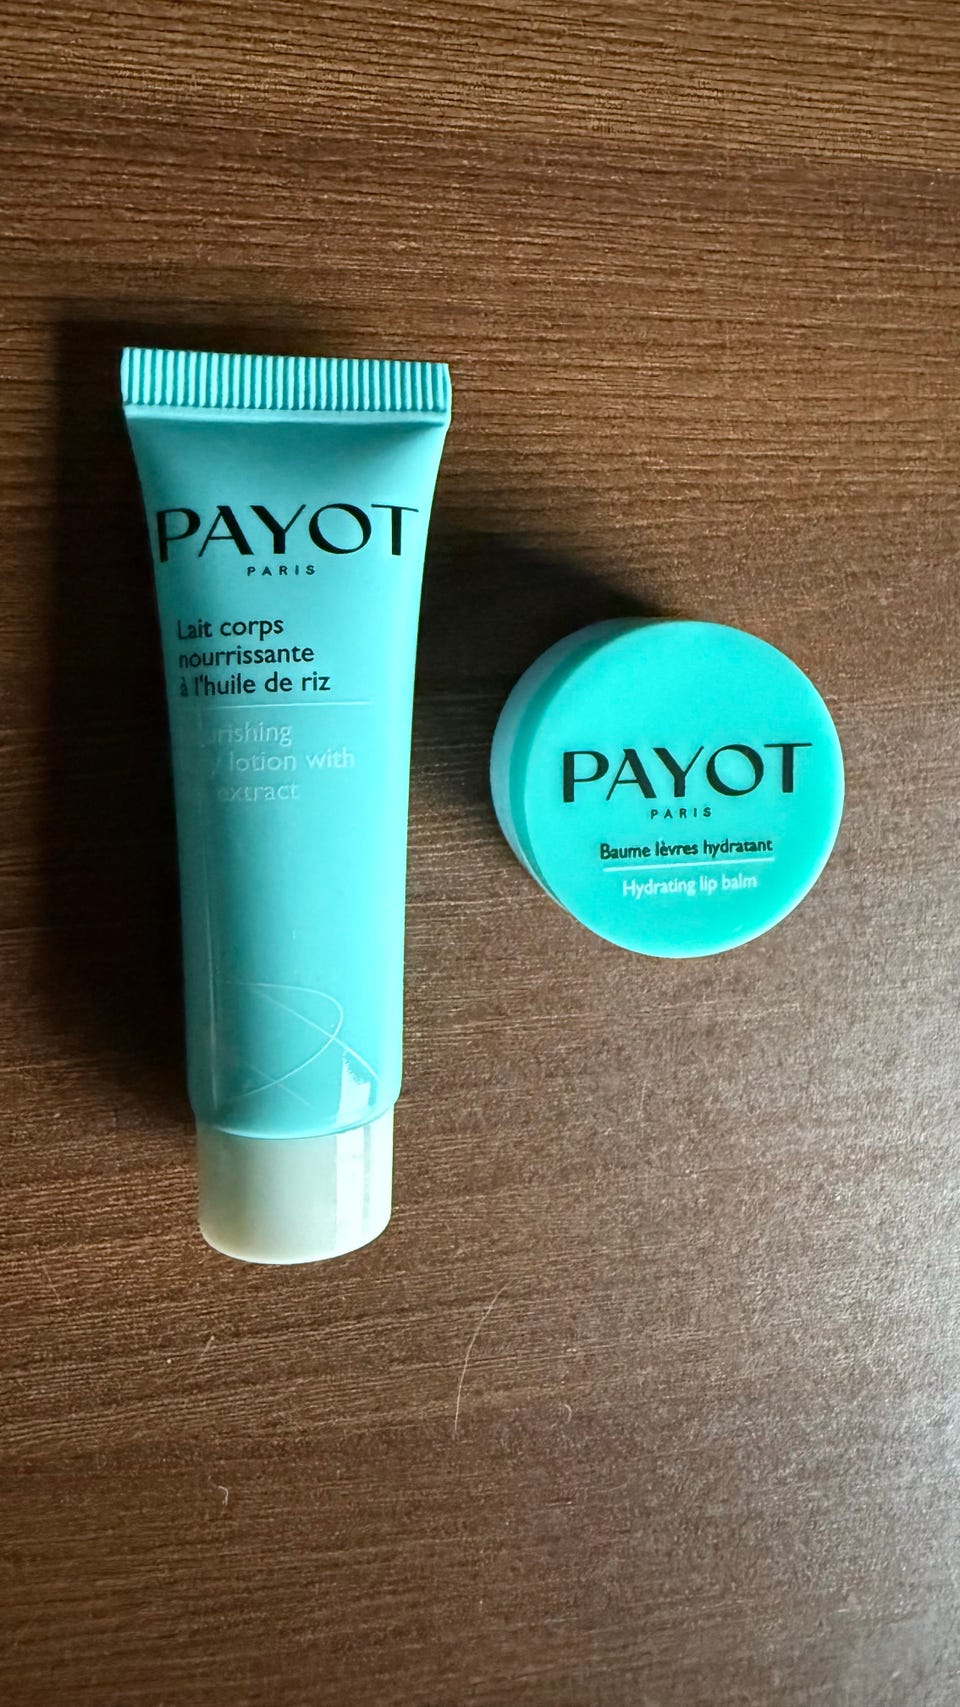 PAYOT
PARIS
Lait corps
nourrissante
à l'huile de riz
lotion with
extract
PAYOT
PARIS
Baume lèvres hydratant
Hydrating lip balm